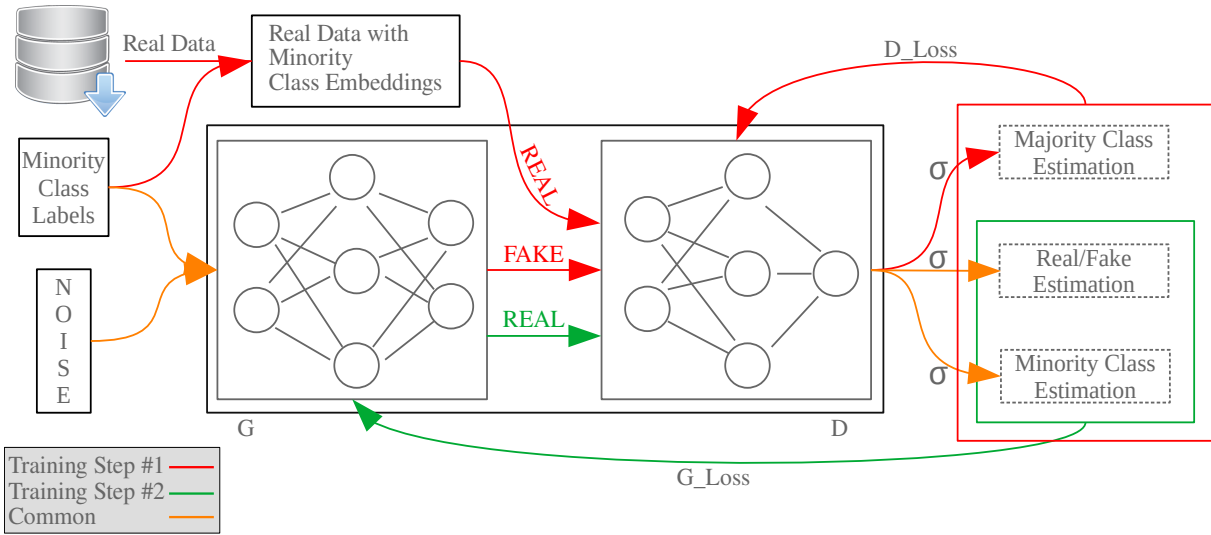 Real Data
Real Data with
Minority
Class Embeddings
D_Loss
Minority
Class
Labels
REAL
Majority Class
Estimation
σ
FAKE
Real/Fake
Estimation
σ
N
O
I
S
E
REAL
Minority Class
Estimation
σ
G
D
G_Loss
Training Step #1
Training Step #2
Common